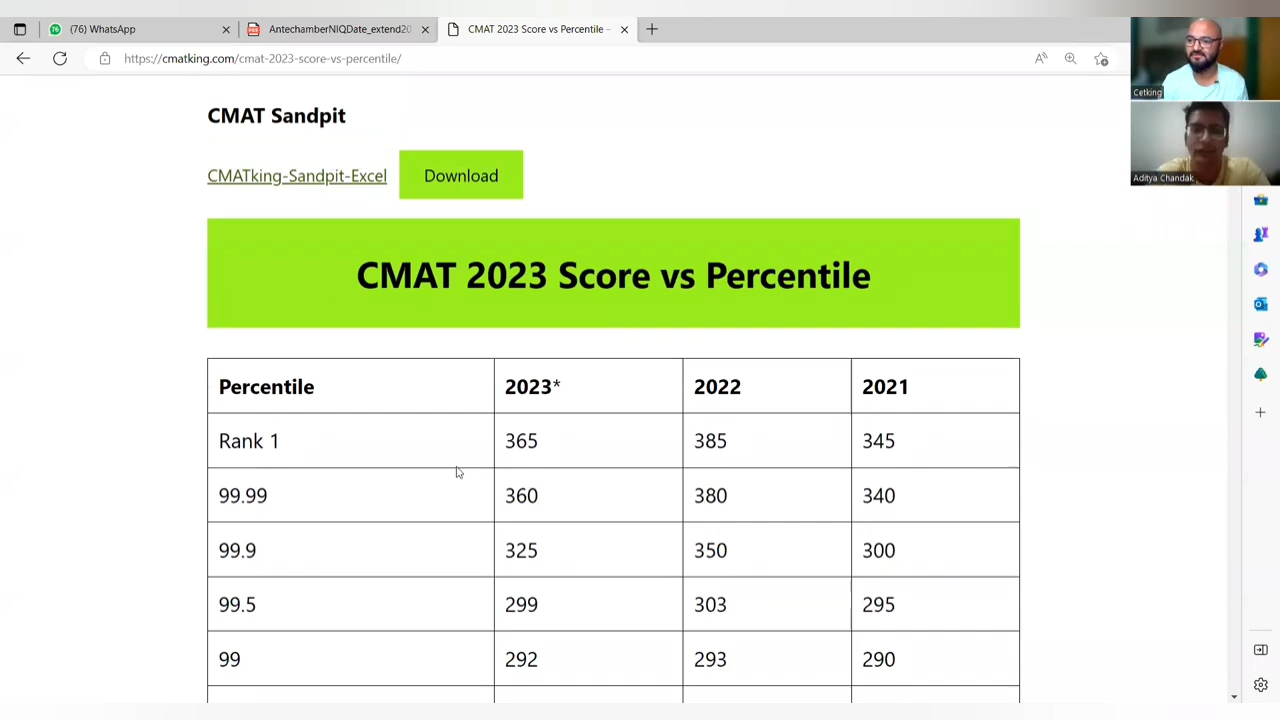 (76) WhatsApp
AntechamberNIQDate_extend20
CMAT 2023 Score vs Percentile –
https://cmatking.com/cmat-2023-score-vs-percentile/
Cetking
Aditya Chandak
CMAT Sandpit
CMATking-Sandpit-Excel Download
CMAT 2023 Score vs Percentile
Percentile 2023* 2022 2021
Rank 1 365 385 345
99.99 360 380 340
99.9 325 350 300
99.5 299 303 295
99 292 293 290